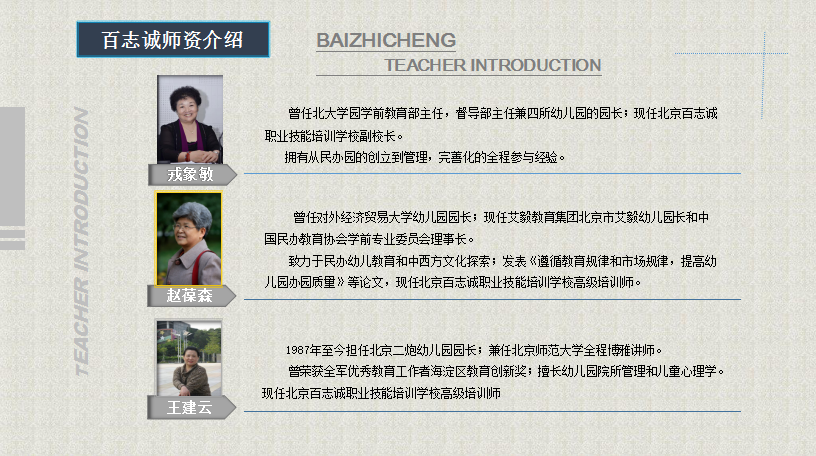 百志诚师资介绍
BAIZHICHENG
TEACHER INTRODUCTION
TEACHER INTRODUCTION
曾任北大学园学前教育部主任，督导部主任兼四所幼儿园的园长；现任北京百志诚
职业技能培训学校副校长。
拥有从民办园的创立到管理，完善化的全程参与经验。
戎象敏
曾任对外经济贸易大学幼儿园园长；现任艾毅教育集团北京市艾毅幼儿园长和中
国民办教育协会学前专业委员会理事长。
致力于民办幼儿教育和中西方文化探索；发表《遵循教育规律和市场规律，提高幼
儿园办园质量》等论文，现任北京百志诚职业技能培训学校高级培训师。
赵葆森
1987年至今担任北京二炮幼儿园园长；兼任北京师范大学全程博雅讲师。
曾荣获全军优秀教育工作者海淀区教育创新奖；擅长幼儿园院所管理和儿童心理学。
现任北京百志诚职业技能培训学校高级培训师
王建云